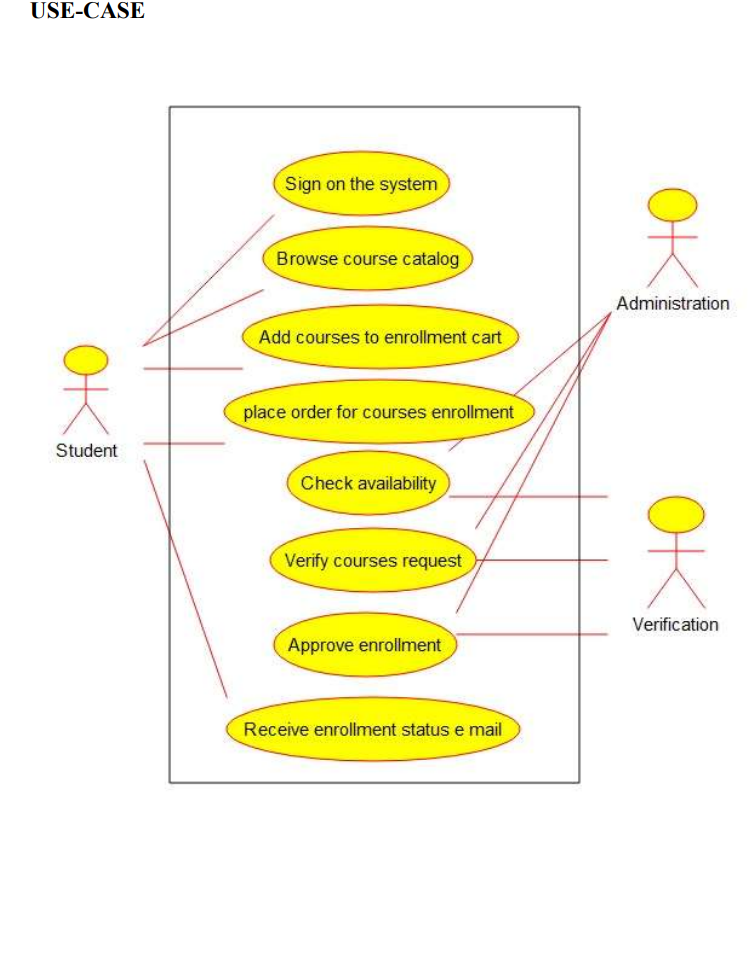 USE-CASE
Sign on the system
Browse course catalog
Add courses to enrollment cart
place order for courses enrollment
Check availability
Verify courses request
Approve enrollment
Receive enrollment status e mail
Student
Administration
Verification